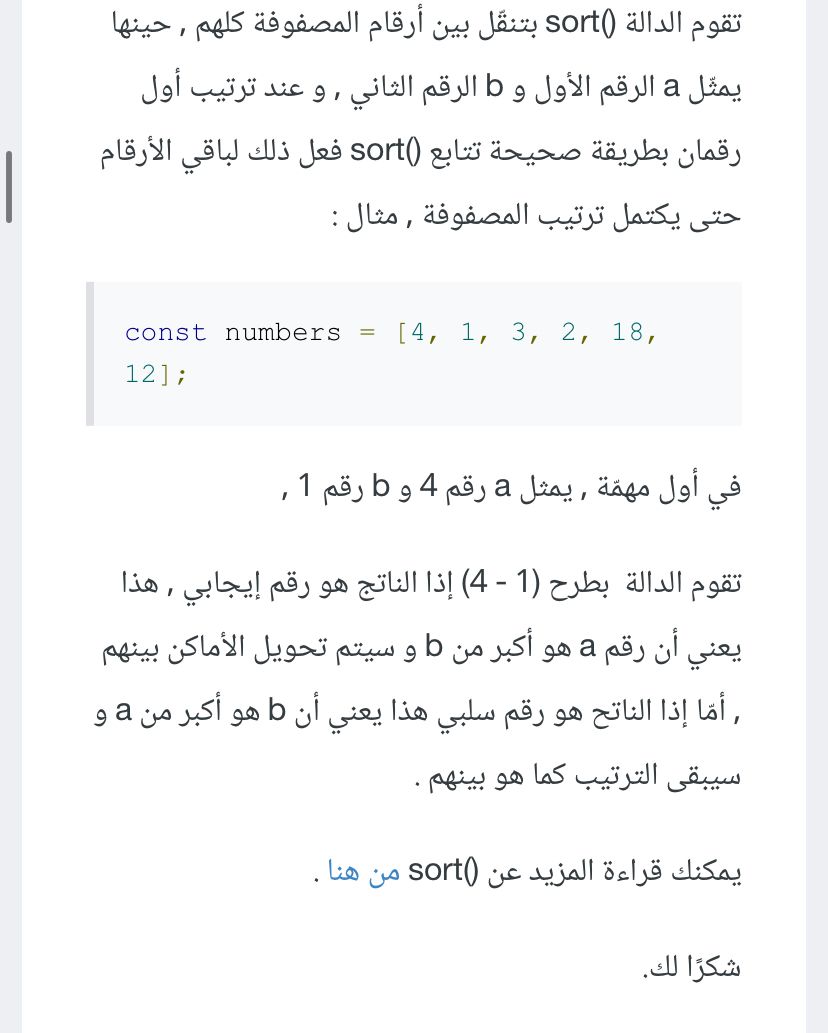 تقوم الدالة sort() بتنقّل بين أرقام المصفوفة كلهم , حينها
يمثّل a الرقم الأول و b الرقم الثاني , و عند ترتيب أول
رقمان بطريقة صحيحة تتابع sort() فعل ذلك لباقي الأرقام
حتى يكتمل ترتيب المصفوفة , مثال :
const numbers = [4, 1, 3, 2, 18,
12];
في أول مهمّة , يمثل a رقم 4 و b رقم 1 ,
تقوم الدالة بطرح (1 - 4) إذا الناتج هو رقم إيجابي , هذا
يعني أن رقم a هو أكبر من b و سيتم تحويل الأماكن بينهم
, أمّا إذا الناتح هو رقم سلبي هذا يعني أن b هو أكبر من a و
سيبقى الترتيب كما هو بينهم .
يمكنك قراءة المزيد عن sort() من هنا .
شكرًا لك.